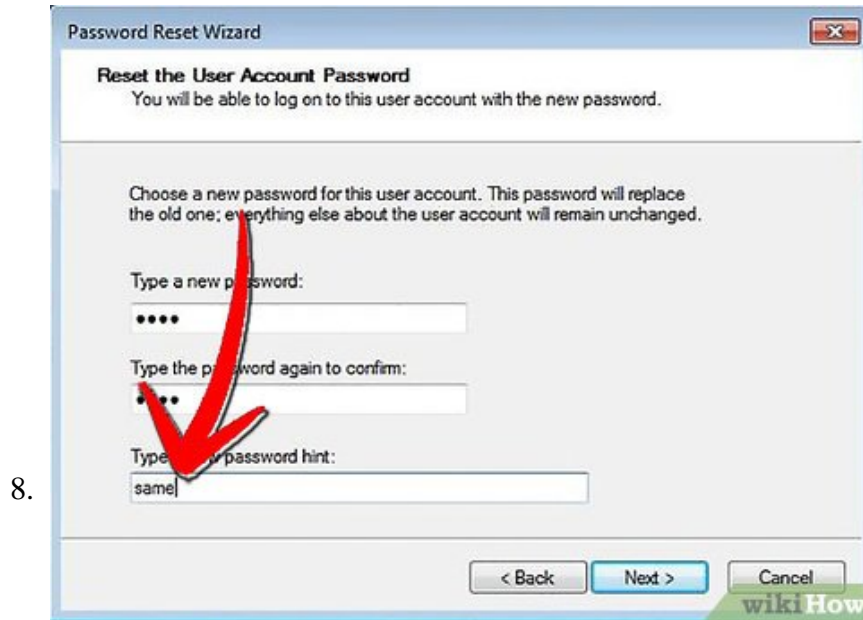 Password Reset Wizard
Reset the User Account Password
You will be able to log on to this user account with the new password.
Choose a new password for this user account. This password will replace
the old one; everything else about the user account will remain unchanged.
Type a new password:
••••
Type the password again to confirm:
••••
Type new password hint:
8. same
< Back Next > Cancel
wikiHow